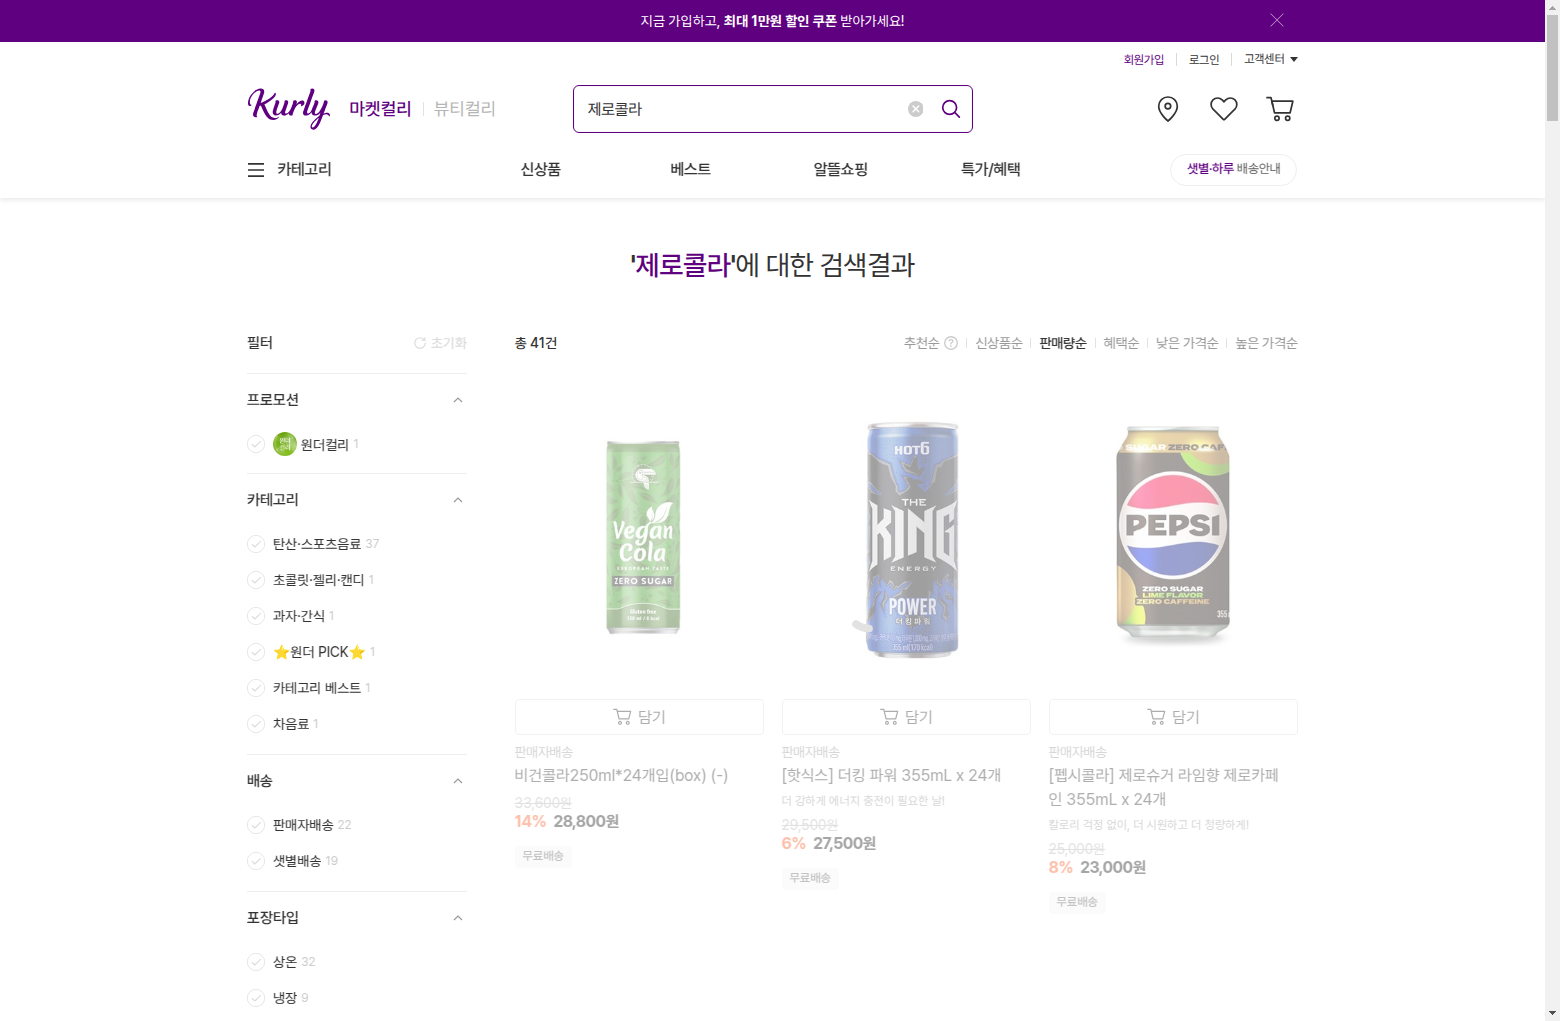 지금 가입하고, 최대 1만원 할인 쿠폰 받아가세요!
회원가입 로그인 고객센터
Kurly 마켓컬리 뷰티컬리
제로콜라
카테고리 신상품 베스트 알뜰쇼핑 특가/혜택 샛별·하루 배송안내
'제로콜라'에 대한 검색결과
필터 초기화
총 41건 추천순 ? 신상품순 판매량순 혜택순 낮은 가격순 높은 가격순
프로모션
원더컬리 1
카테고리
탄산·스포츠음료 37
초콜릿·젤리·캔디 1
과자·간식 1
⭐원더 PICK⭐ 1
카테고리 베스트 1
차음료 1
배송
판매자배송 22
샛별배송 19
포장타입
상온 32
냉장 9
Vegan
Cola
EUROPEAN TASTE
ZERO SUGAR
Gluten free
담기
판매자배송
비건콜라250ml*24개입(box) (-)
33,600원
14% 28,800원
무료배송
HOT6
THE
KING
ENERGY
POWER
더킹파워
담기
판매자배송
[핫식스] 더킹 파워 355mL x 24개
더 강하게 에너지 충전이 필요한 날!
29,500원
6% 27,500원
무료배송
SUGAR ZERO CAF
PEPSI
ZERO SUGAR
LIME FLAVOR
ZERO CAFFEINE
담기
판매자배송
[펩시콜라] 제로슈거 라임향 제로카페
인 355mL x 24개
칼로리 걱정 없이, 더 시원하고 더 청량하게!
25,000원
8% 23,000원
무료배송